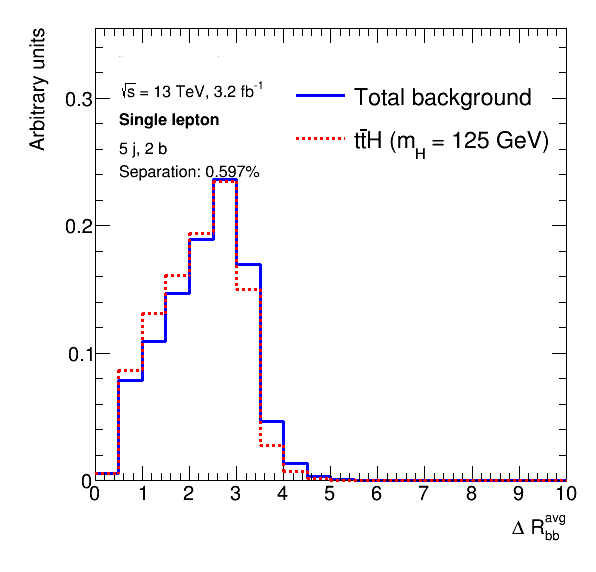 Arbitrary units
√s = 13 TeV, 3.2 fb⁻¹
Single lepton
5 j, 2 b
Separation: 0.597%
Total background
tt̄H (m_H = 125 GeV)
0.3
0.2
0.1
0
0 1 2 3 4 5 6 7 8 9 10
Δ R_bb^avg